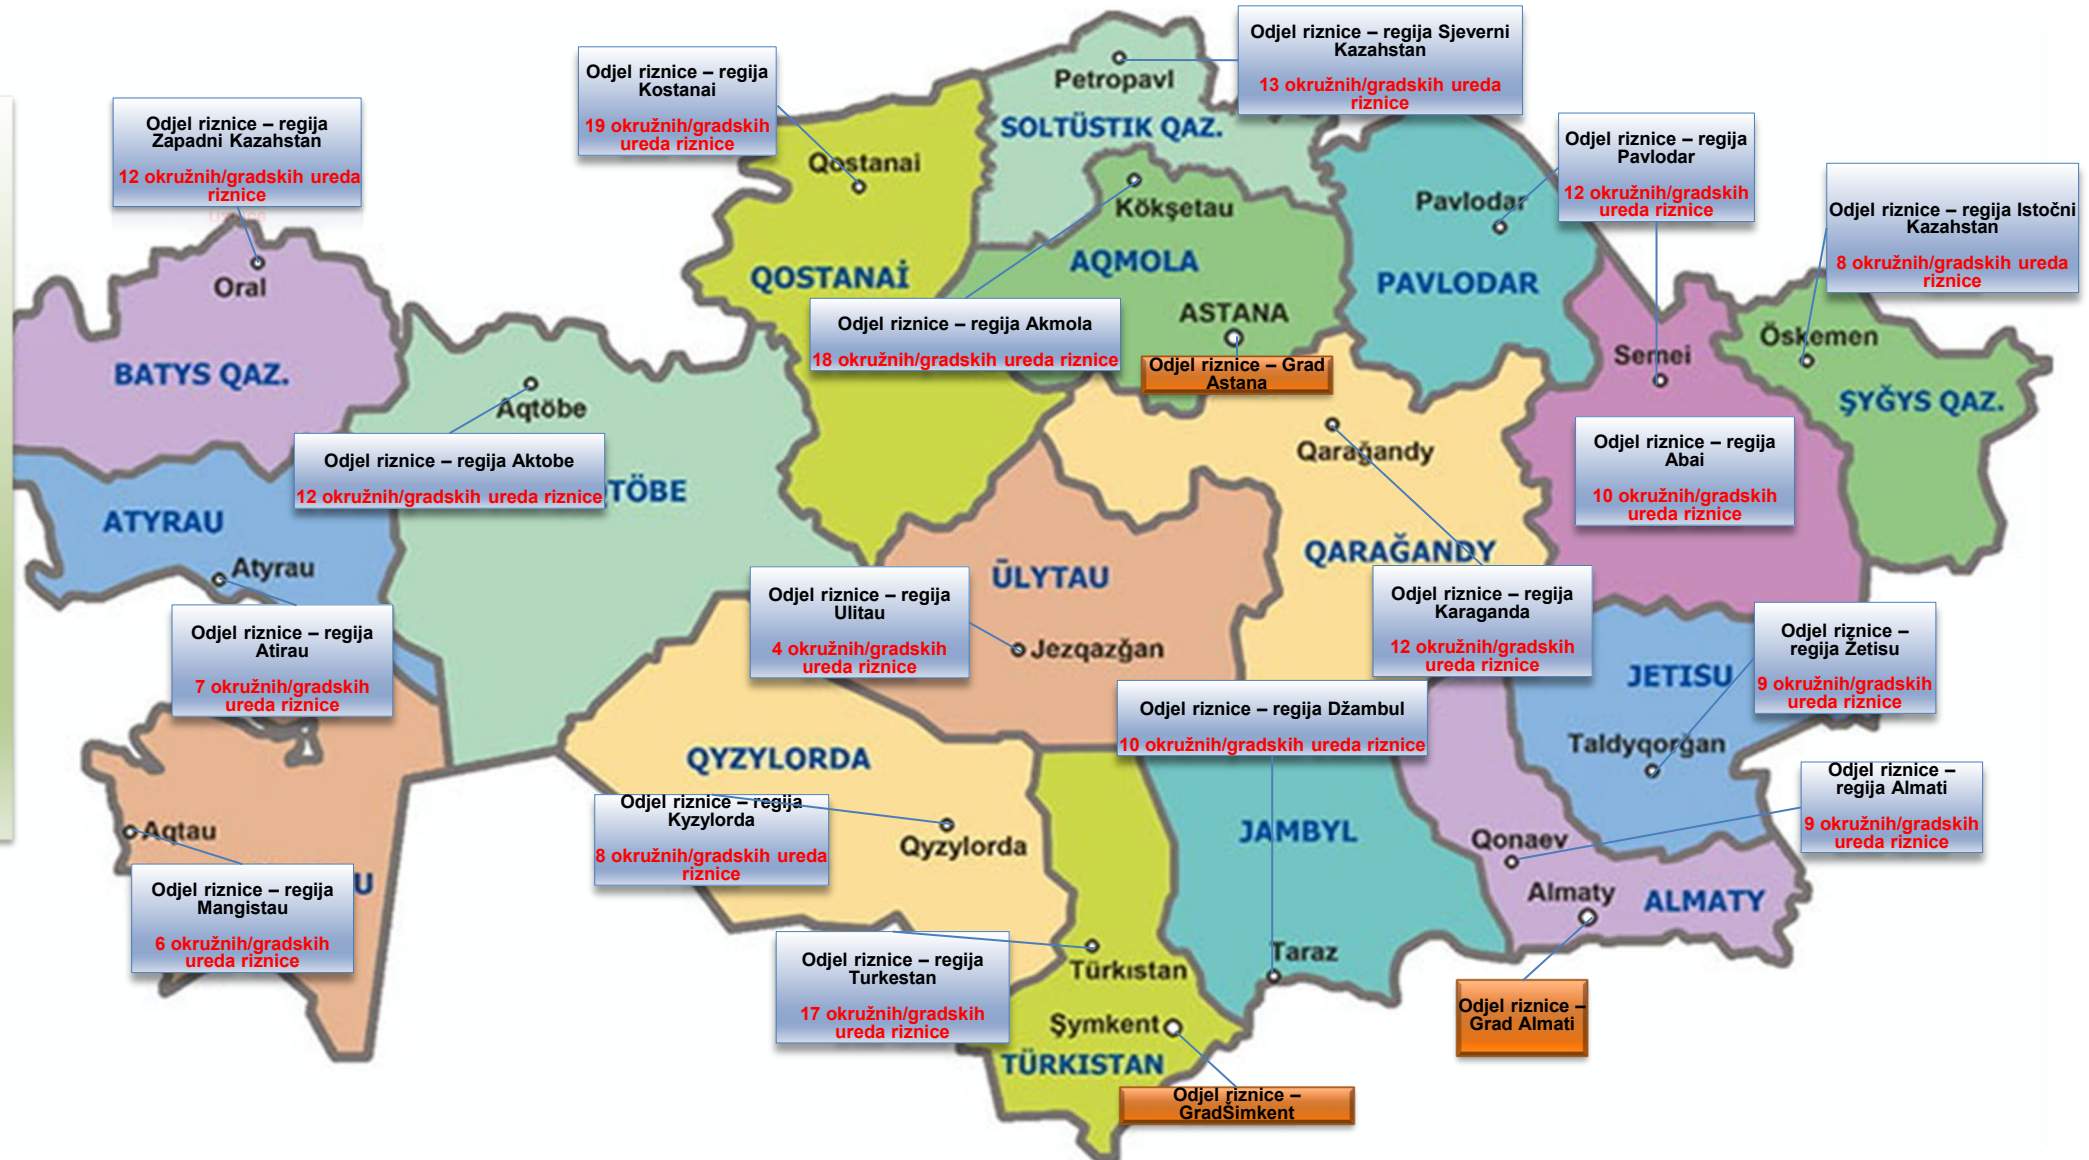 Odjel riznice – regija
Zapadni Kazahstan
12 okružnih/gradskih ureda
riznice
Odjel riznice – regija
Kostanai
19 okružnih/gradskih
ureda riznice
Odjel riznice – regija Sjeverni
Kazahstan
13 okružnih/gradskih ureda
riznice
Odjel riznice – regija
Pavlodar
12 okružnih/gradskih
ureda riznice
Odjel riznice – regija Istočni
Kazahstan
8 okružnih/gradskih ureda
riznice
Petropavl
SOLTÜSTIK QAZ.
Qostanai
QOSTANAİ
Kökşetau
AQMOLA
ASTANA
Pavlodar
PAVLODAR
Oral
BATYS QAZ.
Odjel riznice – regija Akmola
18 okružnih/gradskih ureda riznice
Odjel riznice – Grad
Astana
Semei
Öskemen
ŞYĞYS QAZ.
Aqtöbe
Odjel riznice – regija Aktobe
12 okružnih/gradskih ureda riznice
TÖBE
Qarağandy
QARAĞANDY
Odjel riznice – regija
Abai
10 okružnih/gradskih
ureda riznice
ATYRAU
Atyrau
Odjel riznice – regija
Atirau
7 okružnih/gradskih
ureda riznice
ŪLYTAU
Odjel riznice – regija
Ulitau
4 okružnih/gradskih
ureda riznice
Jezqazğan
Odjel riznice – regija
Karaganda
12 okružnih/gradskih
ureda riznice
Odjel riznice –
regija Žetisu
9 okružnih/gradskih
ureda riznice
JETISU
Taldyqorğan
Odjel riznice – regija Džambul
10 okružnih/gradskih ureda riznice
QYZYLORDA
Odjel riznice – regija
Kyzylorda
8 okružnih/gradskih ureda
riznice
Qyzylorda
JAMBYL
Odjel riznice –
regija Almati
9 okružnih/gradskih
ureda riznice
Qonaev
Almaty
ALMATY
Aqtau
U
Odjel riznice – regija
Mangistau
6 okružnih/gradskih
ureda riznice
Odjel riznice – regija
Turkestan
17 okružnih/gradskih
ureda riznice
Türkıstan
Taraz
Şymkent
TÜRKISTAN
Odjel riznice –
Grad Almati
Odjel riznice –
GradŠimkent